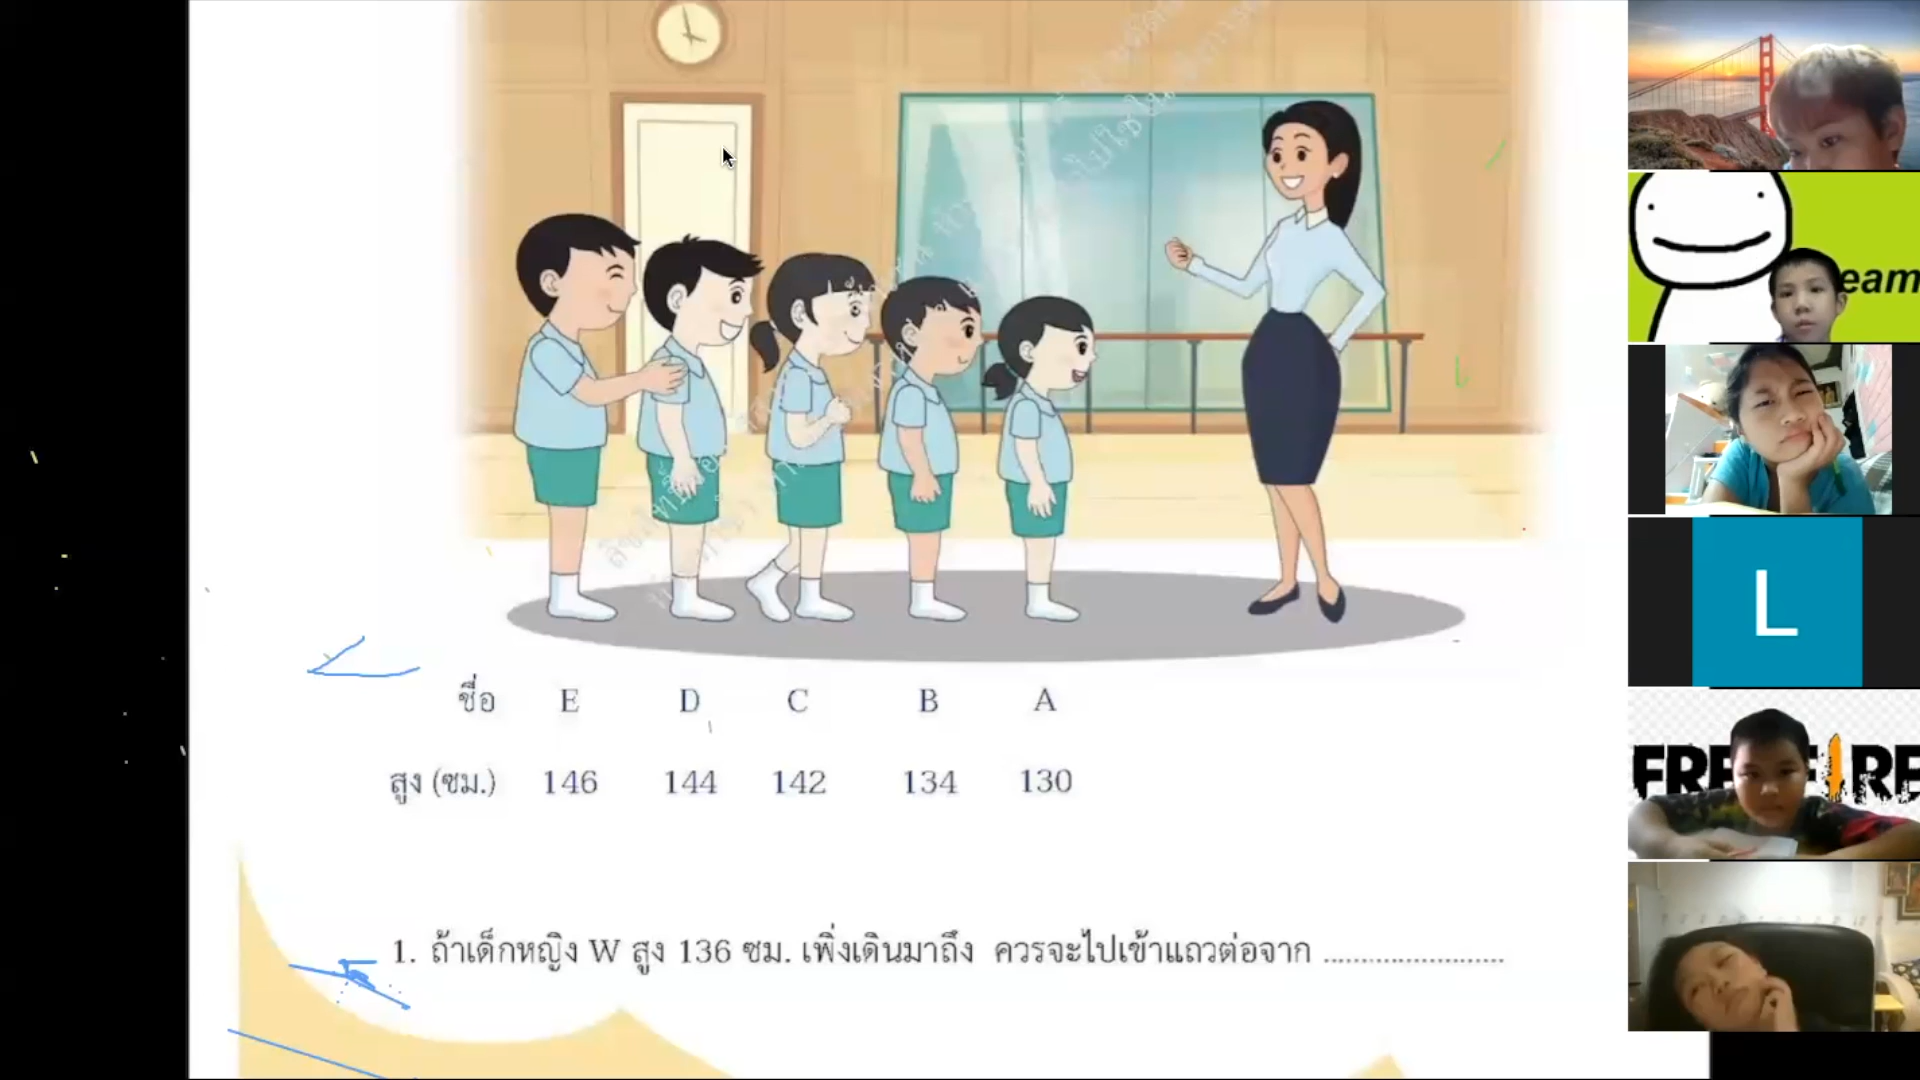 ชื่อ E D C B A
สูง (ซม.) 146 144 142 134 130
1. ถ้าเด็กหญิง W สูง 136 ซม. เพิ่งเดินมาถึง ควรจะไปเข้าแถวต่อจาก ........................
eam
L